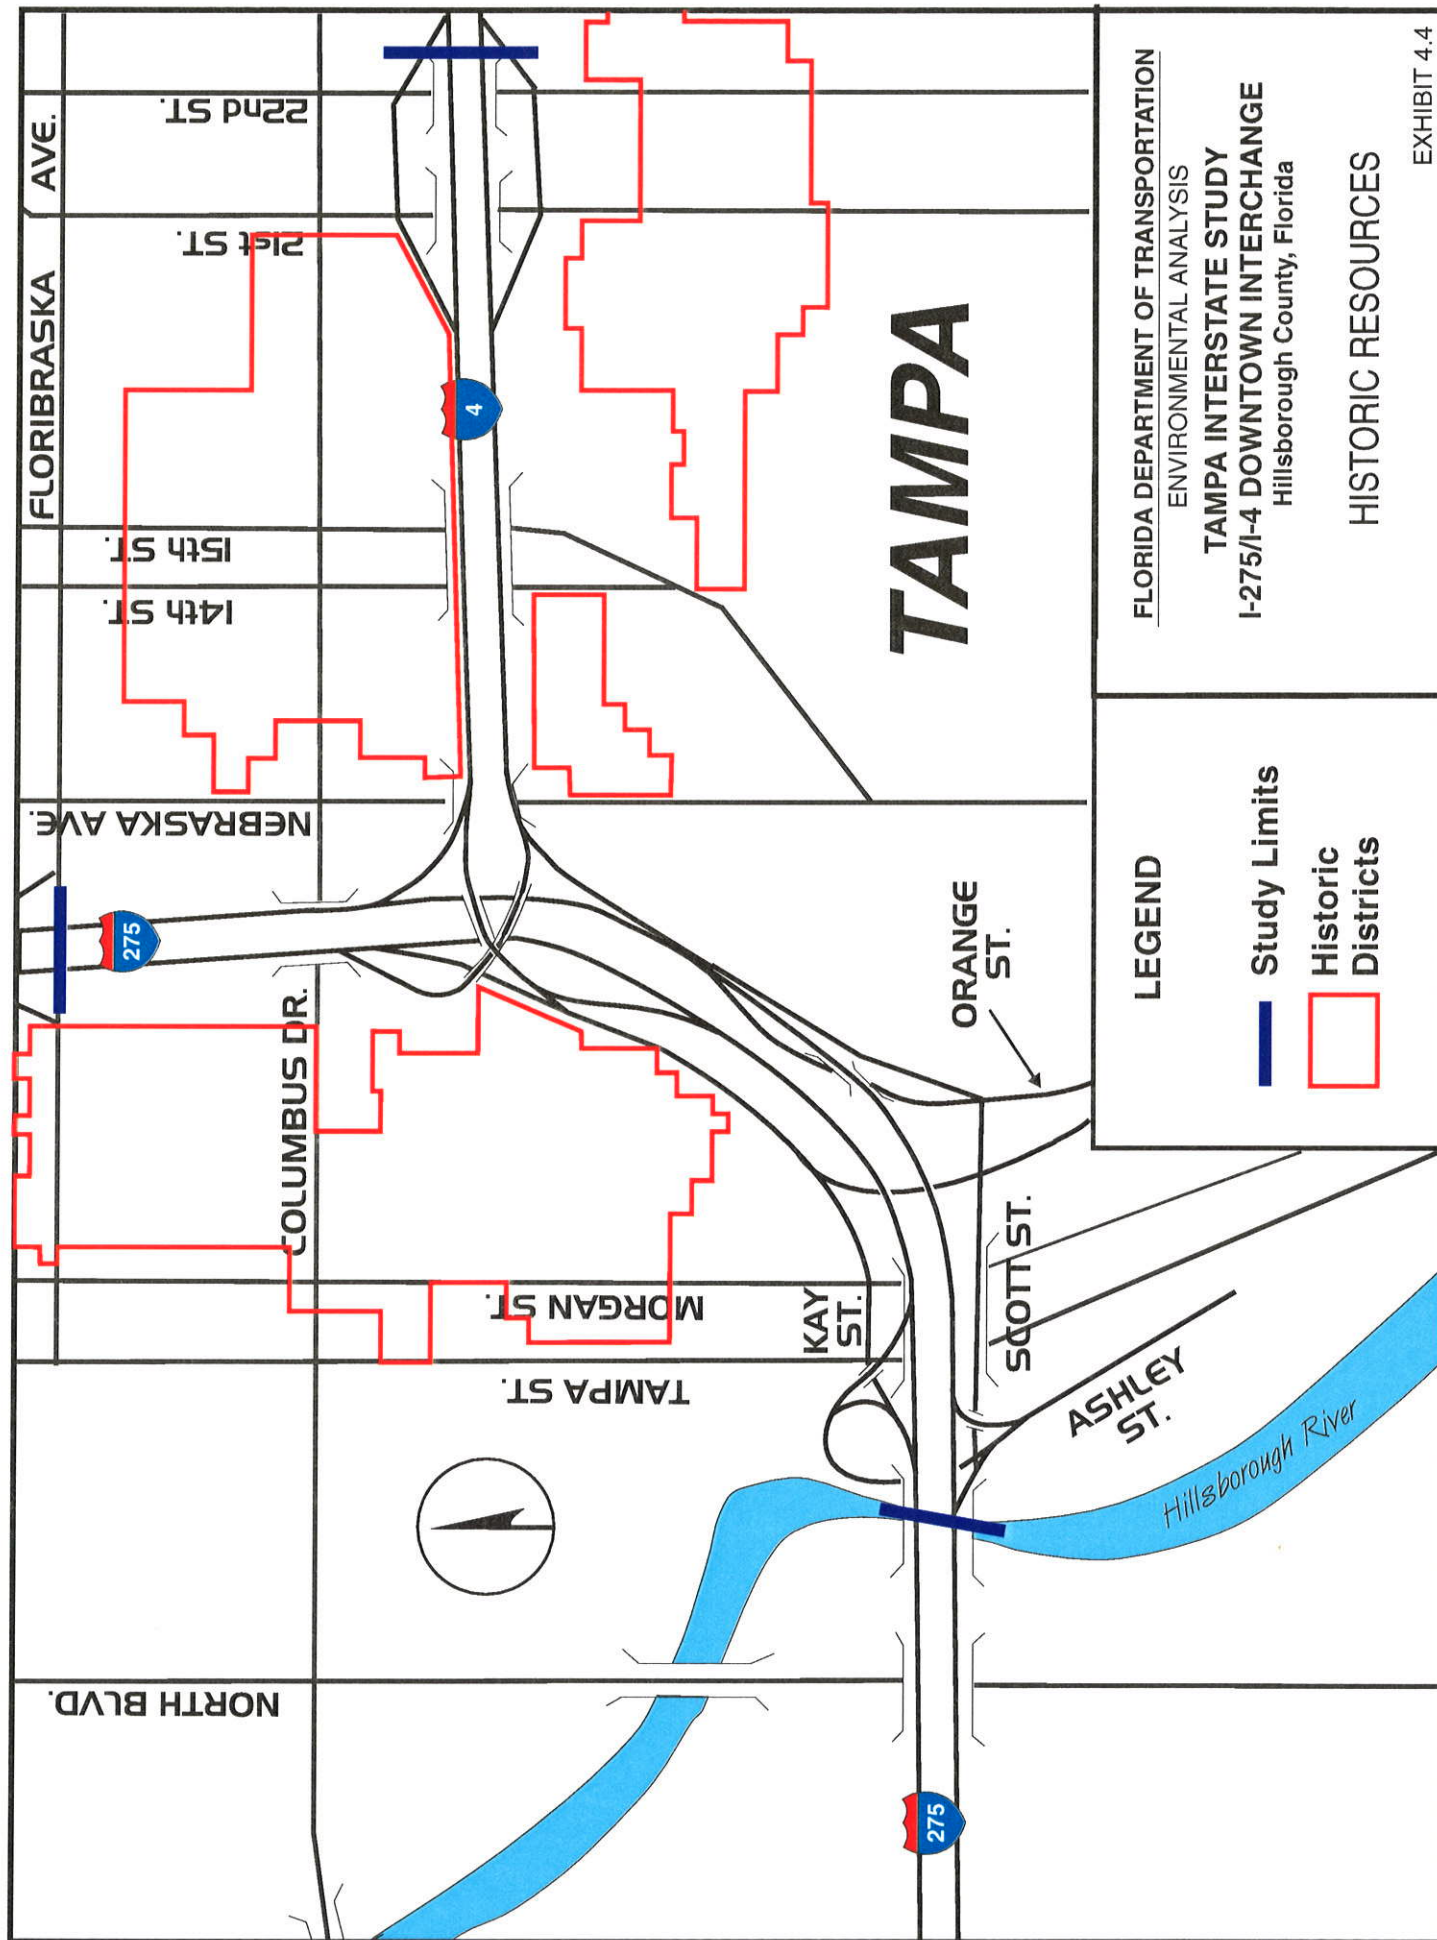 FLORIBRASKA AVE.
22nd ST.
21st ST.
15th ST.
14th ST.
NEBRASKA AVE.
COLUMBUS DR.
MORGAN ST.
TAMPA ST.
NORTH BLVD.
275
4
275
KAY
ST.
SCOTT ST.
ASHLEY
ST.
ORANGE
ST.
Hillsborough River
TAMPA
LEGEND
Study Limits
Historic
Districts
FLORIDA DEPARTMENT OF TRANSPORTATION
ENVIRONMENTAL ANALYSIS
TAMPA INTERSTATE STUDY
I-275/I-4 DOWNTOWN INTERCHANGE
Hillsborough County, Florida
HISTORIC RESOURCES
EXHIBIT 4.4